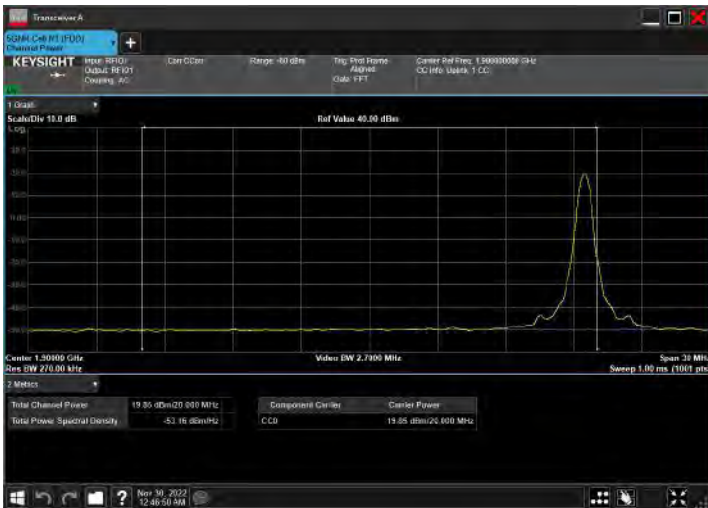 Transceiver A
5GNR-Cell N1 (FDD)
Channel Power
KEYSIGHT
Input: RFIO1
Output: RFIO1
Coupling: AC
Corr CCorr
Range: -60 dBm
Trig: Prot Frame
Aligned
Gate: FFT
Carrier Ref Freq: 1.900000000 GHz
CC Info: Uplink, 1 CC
1 Graph
Scale/Div 10.0 dB
Ref Value 40.00 dBm
Log
Center 1.90000 GHz
Video BW 2.7000 MHz
Span 30 MHz
Res BW 270.00 kHz
Sweep 1.00 ms (1001 pts
2 Metrics
Total Channel Power
19.85 dBm/20.000 MHz
Total Power Spectral Density
-53.16 dBm/Hz
Component Carrier
Carrier Power
CC0
19.85 dBm/20.000 MHz
?
Nov 30, 2022
12:46:50 AM